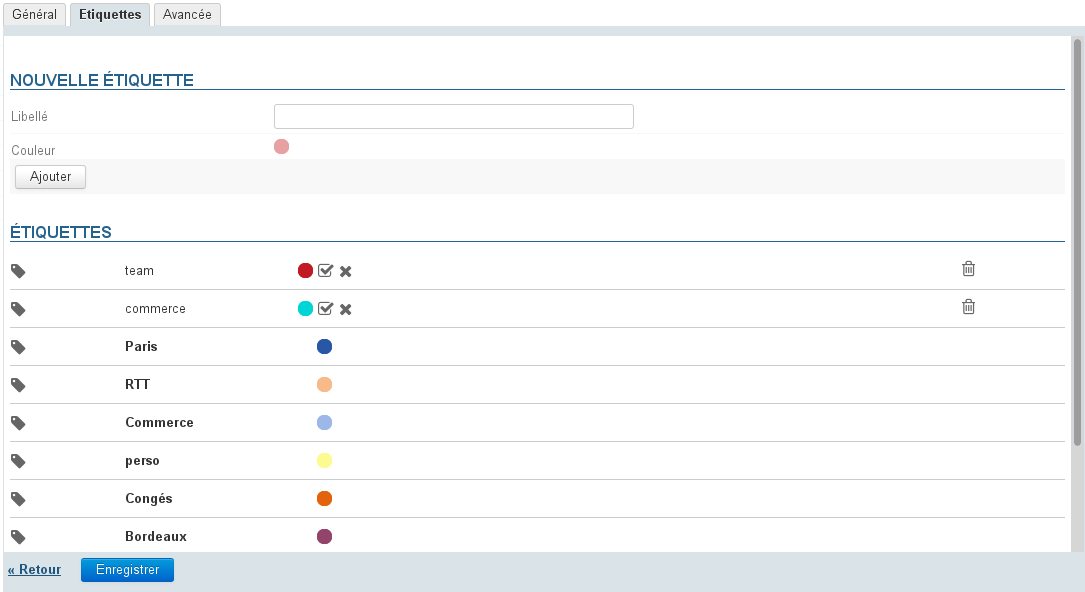 Général Etiquettes Avancée
NOUVELLE ÉTIQUETTE
Libellé
Couleur
Ajouter
ÉTIQUETTES
team
commerce
Paris
RTT
Commerce
perso
Congés
Bordeaux
« Retour Enregistrer